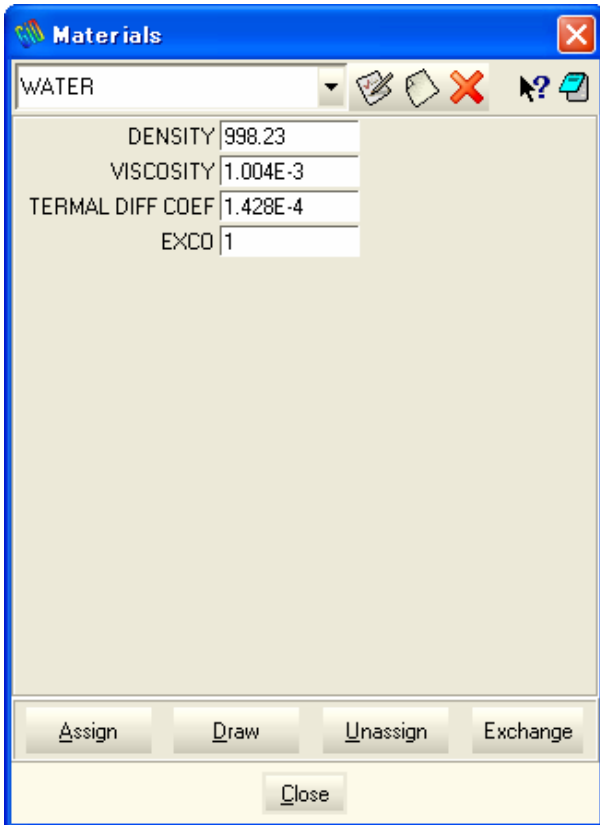 Materials
WATER
DENSITY 998.23
VISCOSITY 1.004E-3
TERMAL DIFF COEF 1.428E-4
EXCO 1
Assign Draw Unassign Exchange
Close